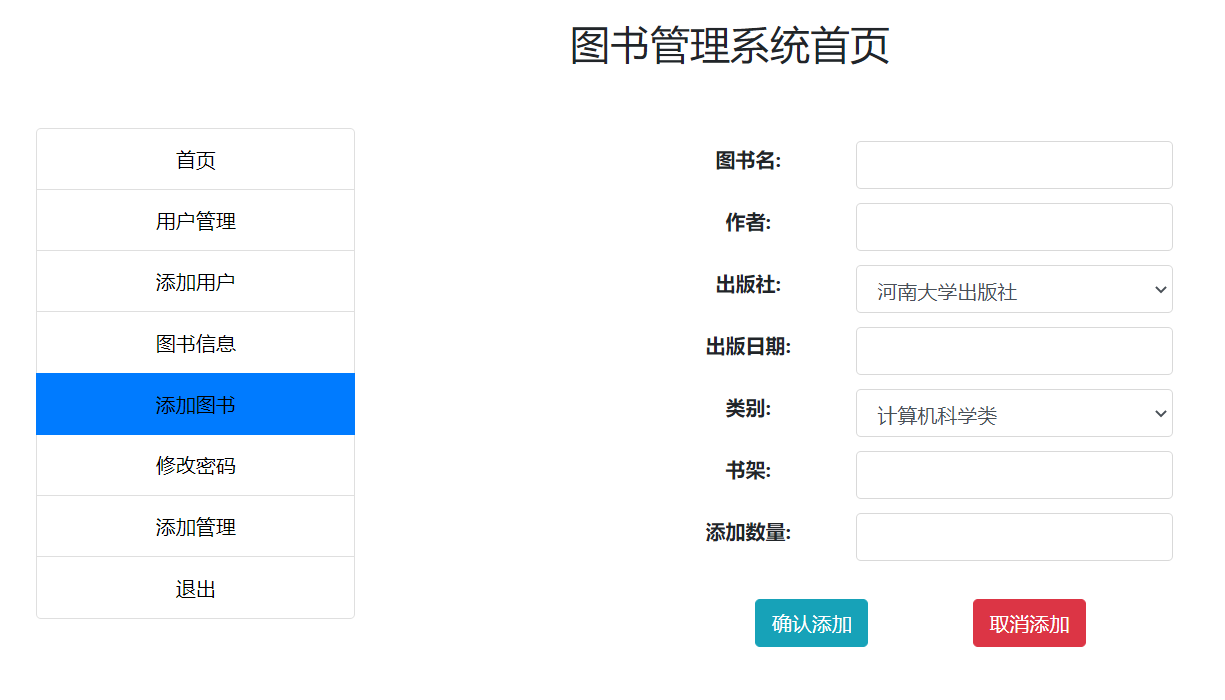 图书管理系统首页
首页
用户管理
添加用户
图书信息
添加图书
修改密码
添加管理
退出
图书名:
作者:
出版社:
河南大学出版社
出版日期:
类别:
计算机科学类
书架:
添加数量:
确认添加
取消添加